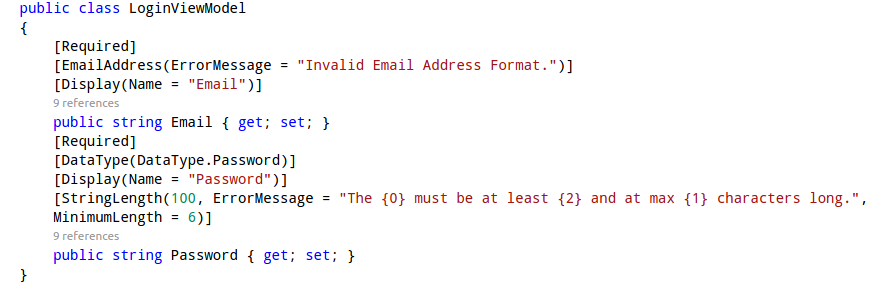 public class LoginViewModel
{
[Required]
[EmailAddress(ErrorMessage = "Invalid Email Address Format.")]
[Display(Name = "Email")]
9 references
public string Email { get; set; }
[Required]
[DataType(DataType.Password)]
[Display(Name = "Password")]
[StringLength(100, ErrorMessage = "The {0} must be at least {2} and at max {1} characters long.",
MinimumLength = 6)]
9 references
public string Password { get; set; }
}